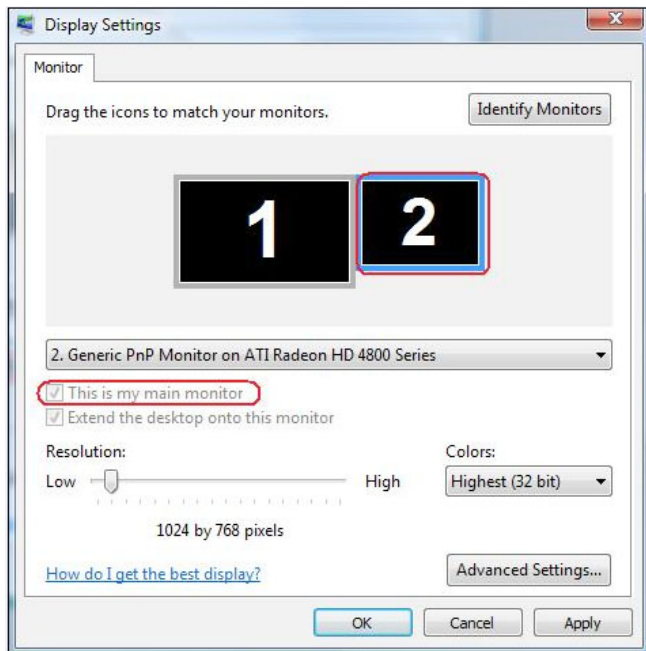 Display Settings
Monitor
Drag the icons to match your monitors.
Identify Monitors
1
2
2. Generic PnP Monitor on ATI Radeon HD 4800 Series
This is my main monitor
Extend the desktop onto this monitor
Resolution:
Colors:
Low
High
Highest (32 bit)
1024 by 768 pixels
How do I get the best display?
Advanced Settings...
OK
Cancel
Apply